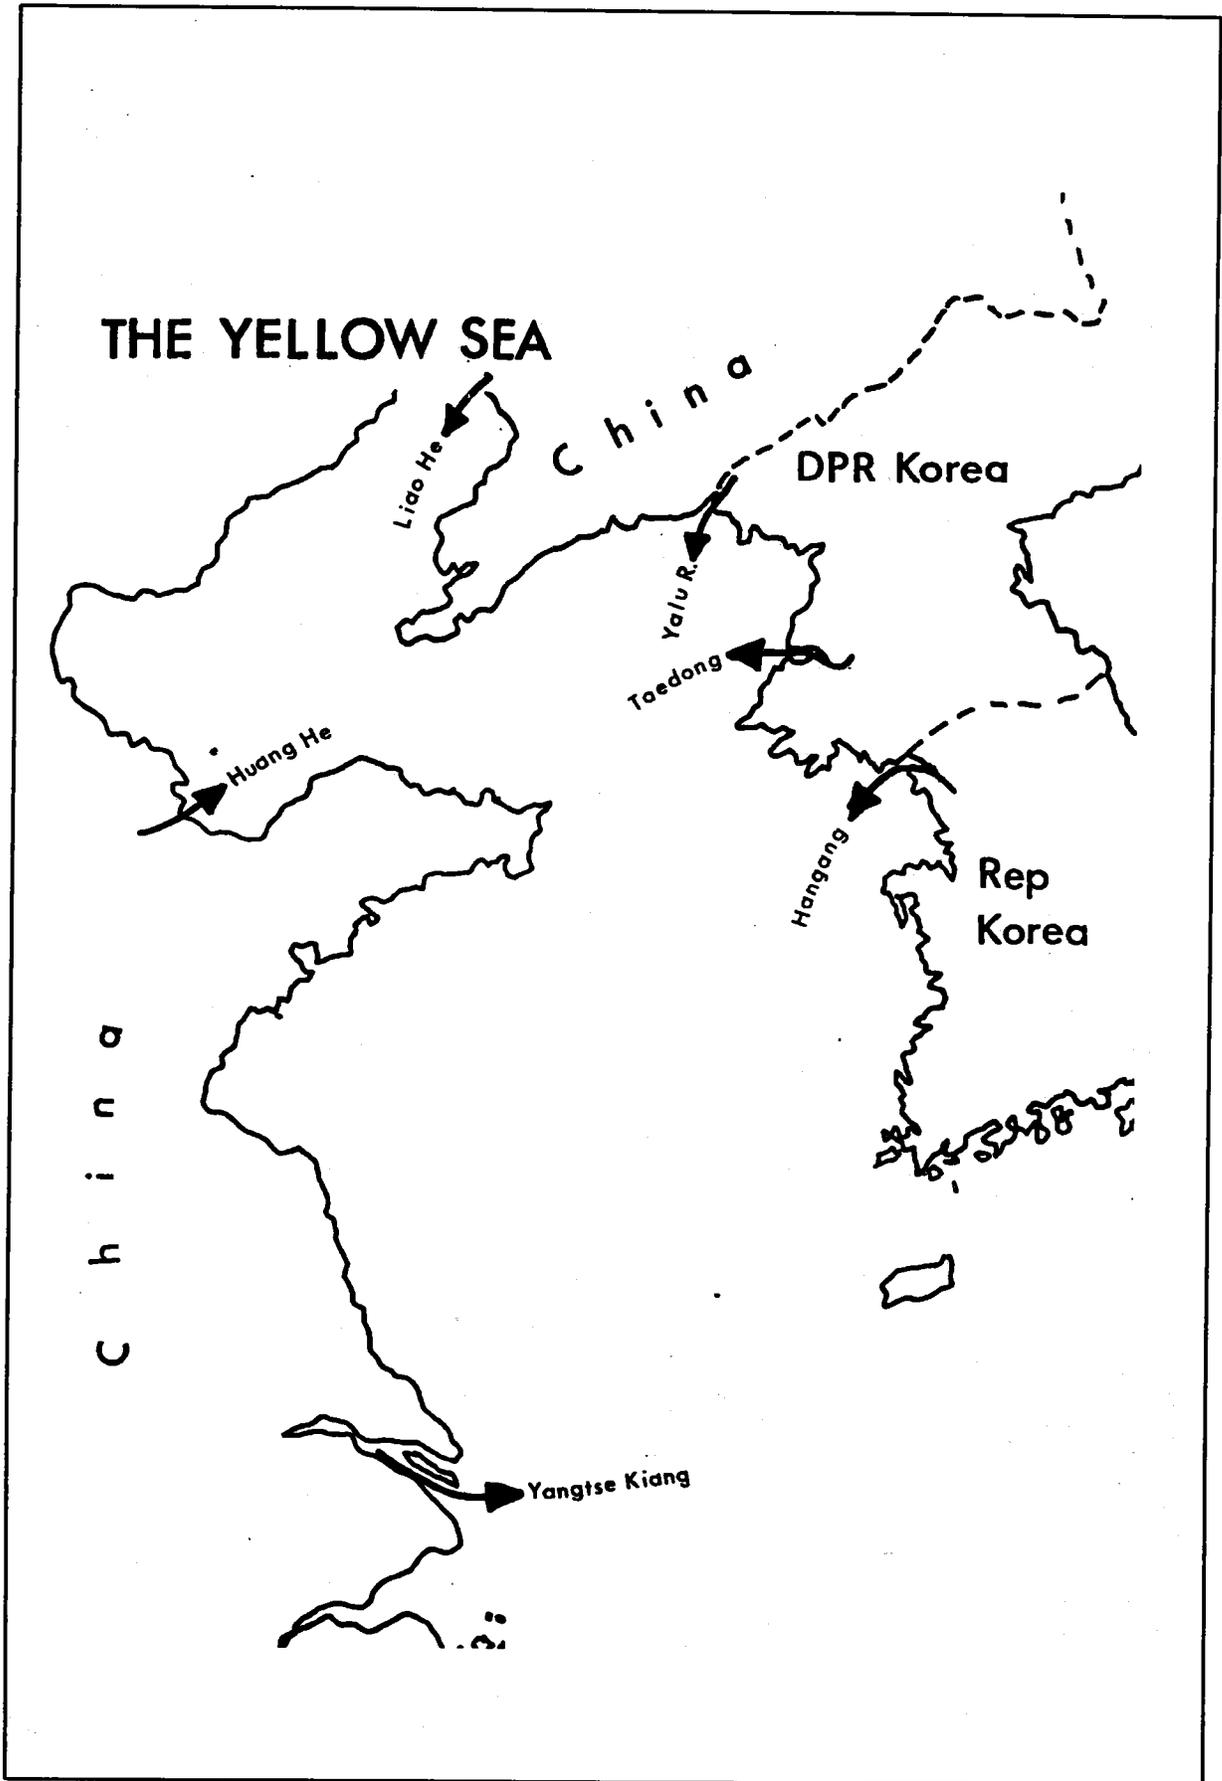 THE YELLOW SEA
China
Liao He
DPR Korea
Yalu R.
Taedong
Huang He
Hangang
Rep
Korea
China
Yangtse Kiang